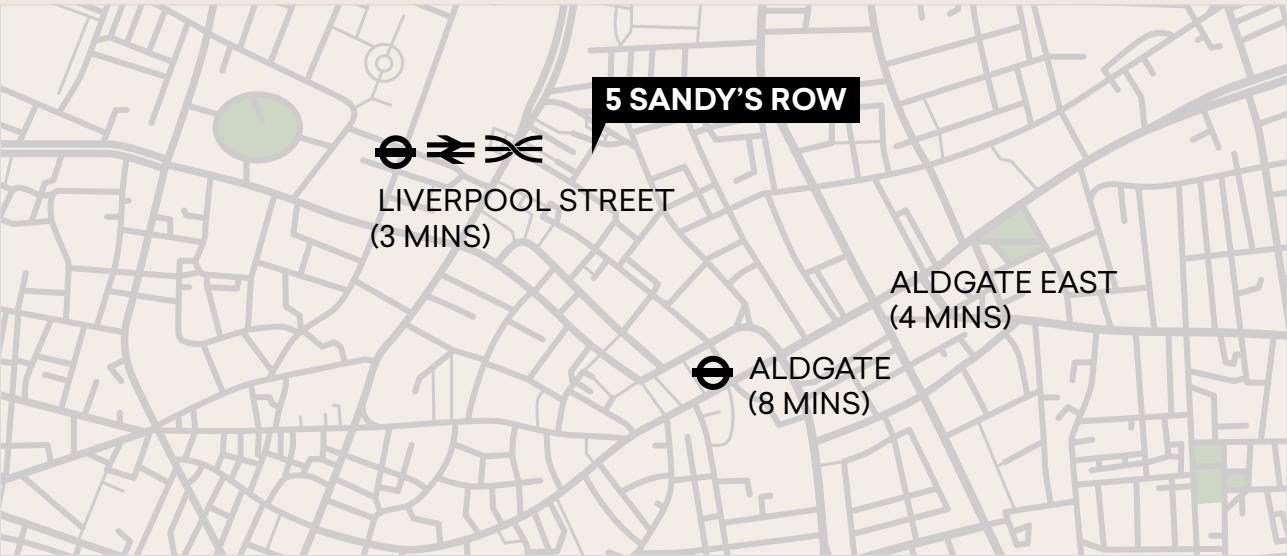 5 SANDY’S ROW
LIVERPOOL STREET
(3 MINS)
ALDGATE EAST
(4 MINS)
ALDGATE
(8 MINS)